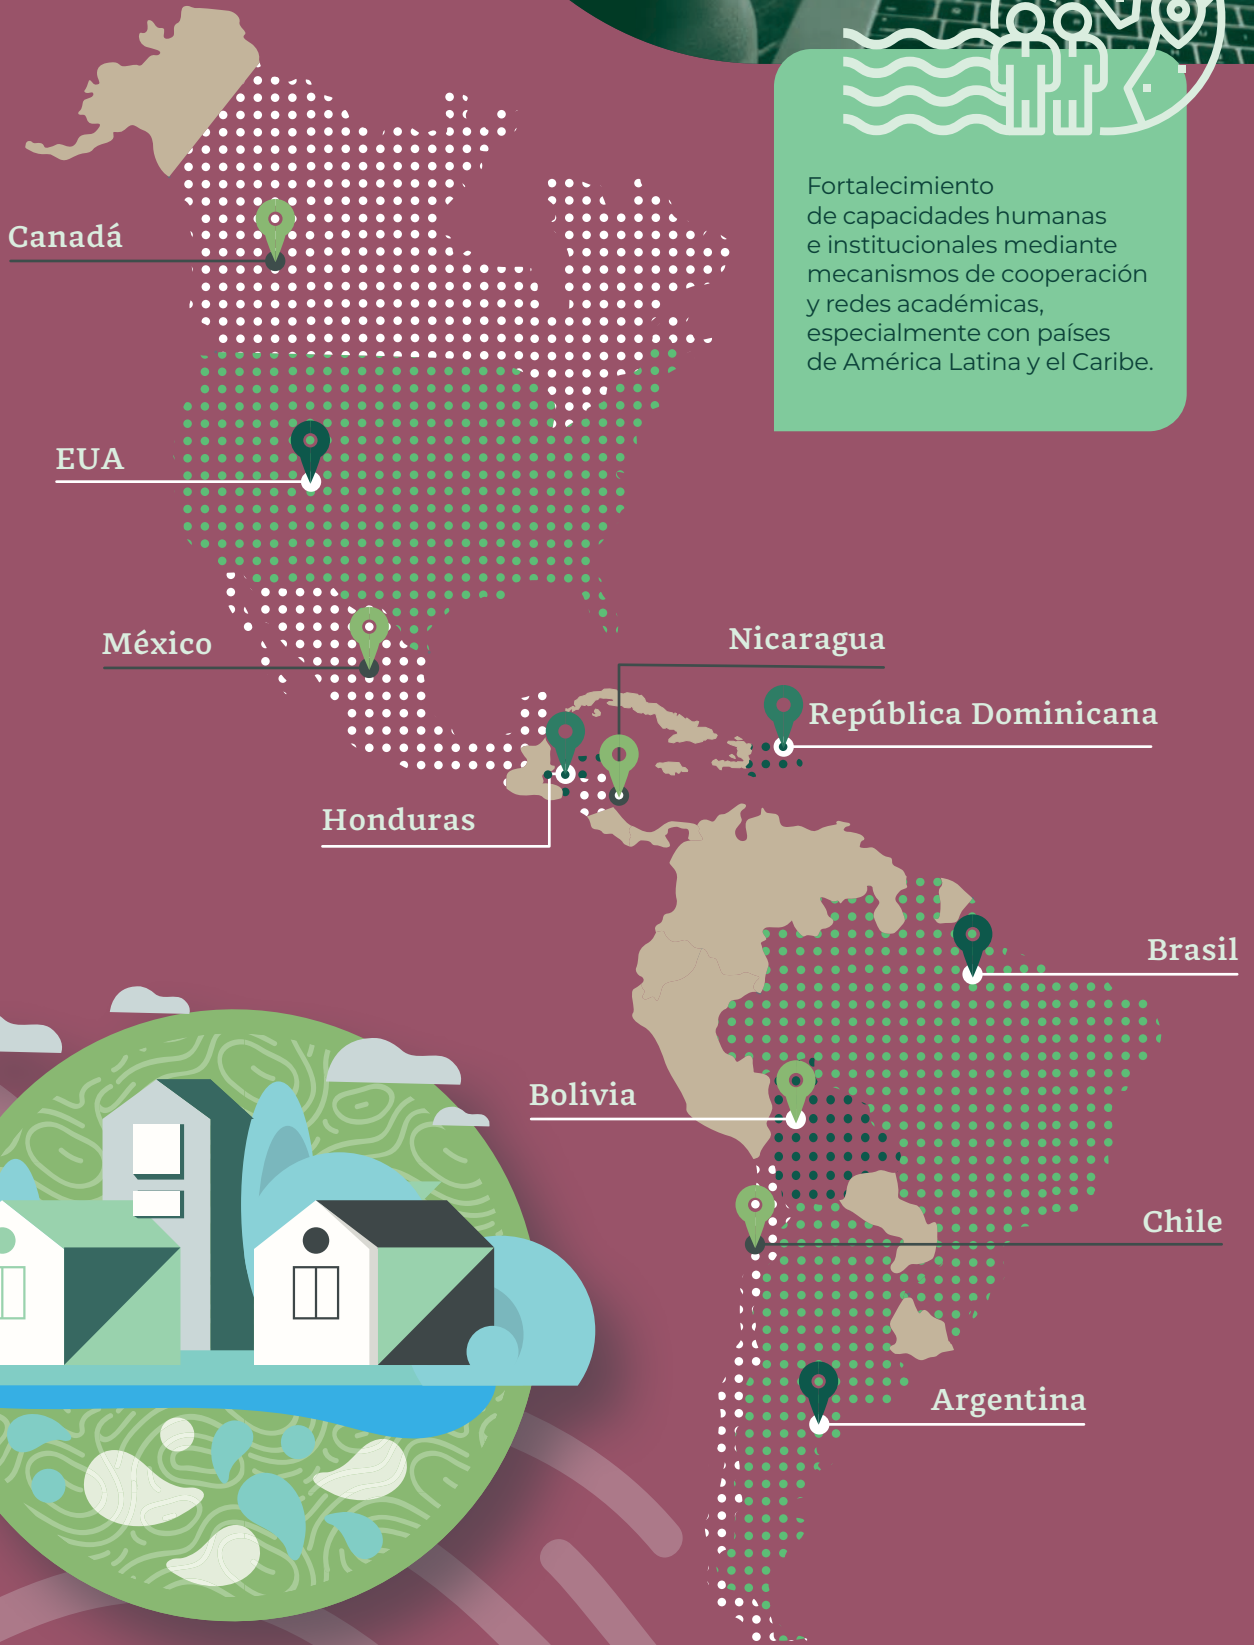 Fortalecimiento
de capacidades humanas
e institucionales mediante
mecanismos de cooperación
y redes académicas,
especialmente con países
de América Latina y el Caribe.
Canadá
EUA
México
Nicaragua
República Dominicana
Honduras
Brasil
Bolivia
Chile
Argentina